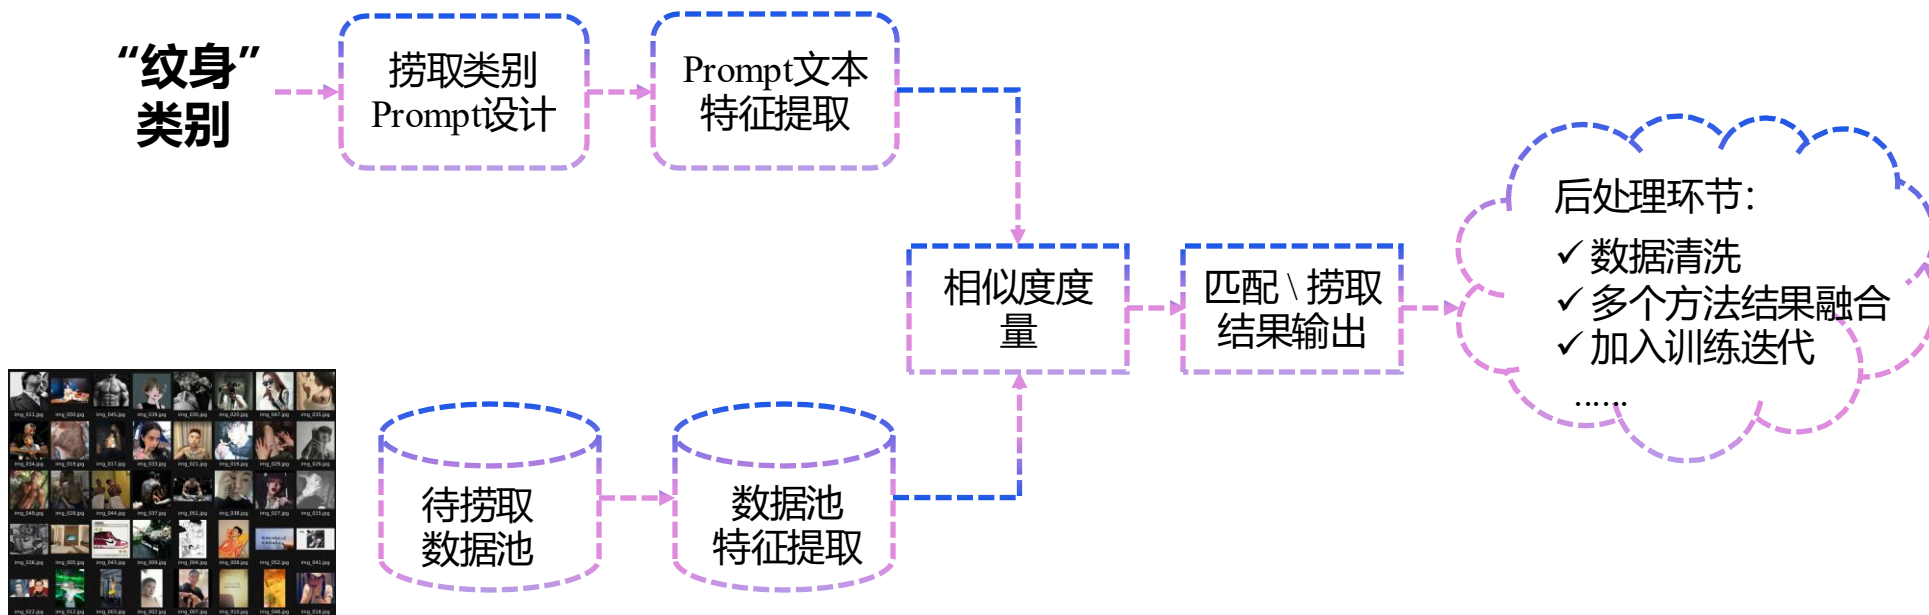 “纹身”
类别
捞取类别
Prompt设计
Prompt文本
特征提取
相似度度
量
匹配 \ 捞取
结果输出
后处理环节：
✓ 数据清洗
✓ 多个方法结果融合
✓ 加入训练迭代
......
待捞取
数据池
数据池
特征提取